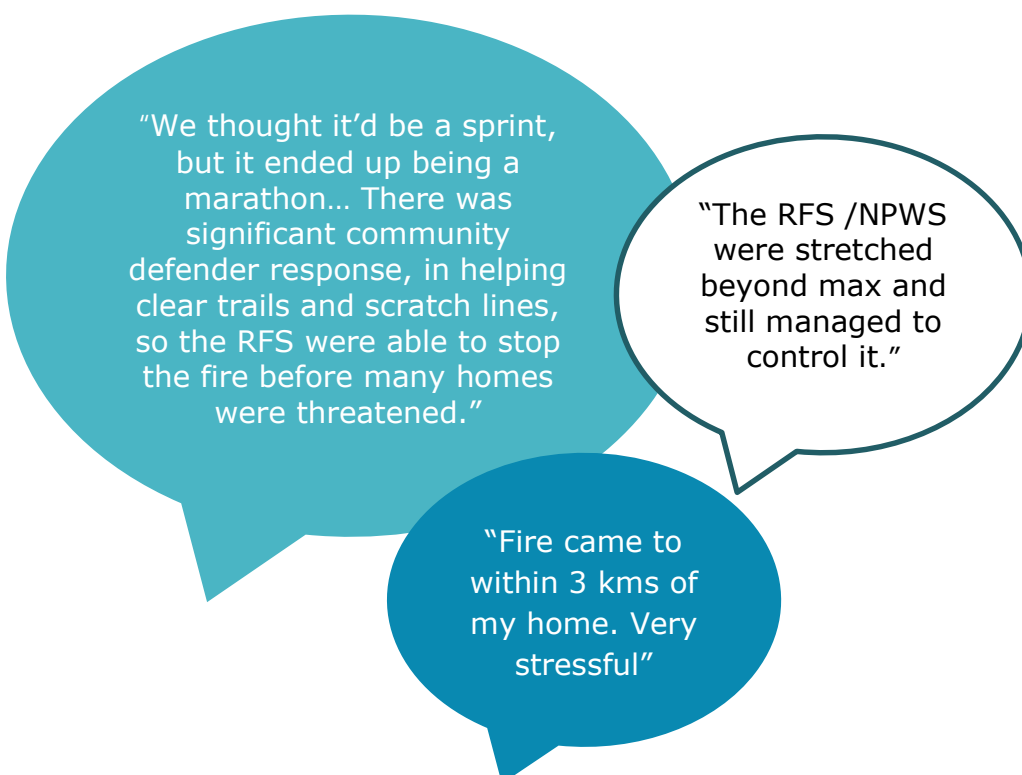 “We thought it’d be a sprint,
but it ended up being a
marathon… There was
significant community
defender response, in helping
clear trails and scratch lines,
so the RFS were able to stop
the fire before many homes
were threatened.”
“The RFS /NPWS
were stretched
beyond max and
still managed to
control it.”
“Fire came to
within 3 kms of
my home. Very
stressful”